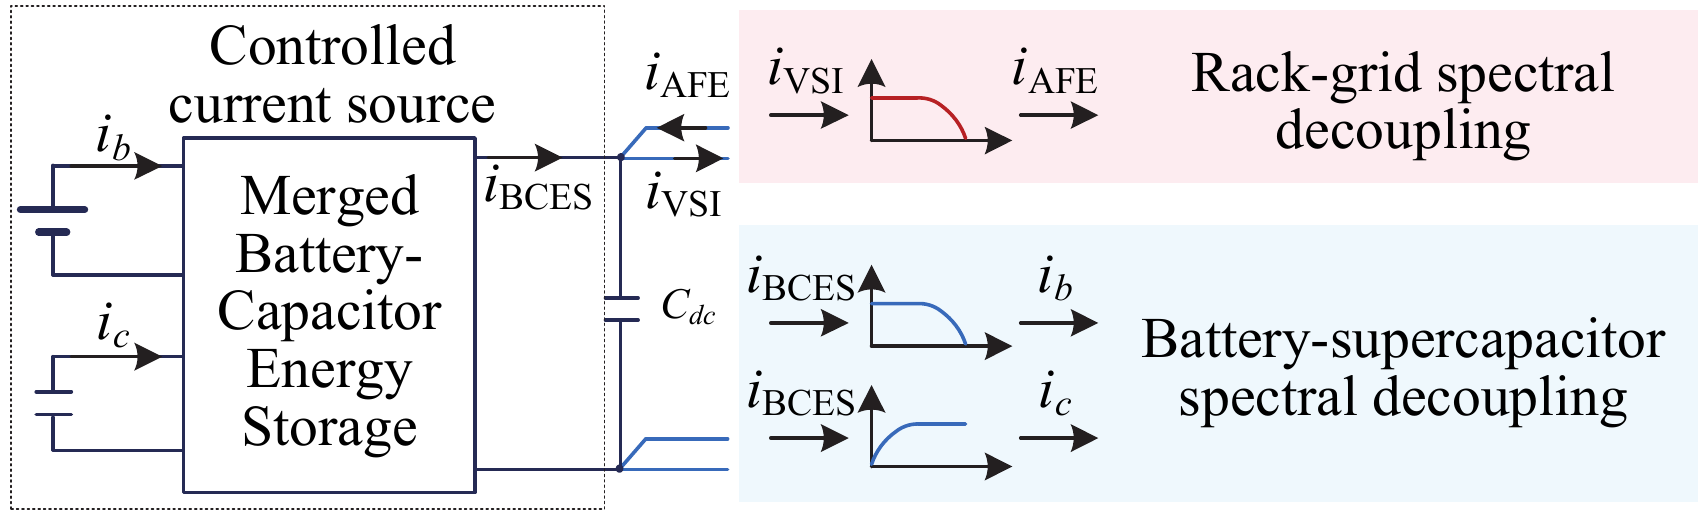 Controlled
current source
i_b
i_c
Merged
Battery-
Capacitor
Energy
Storage
i_BCES
i_AFE
i_VSI
C_dc
i_VSI
i_AFE
Rack-grid spectral
decoupling
i_BCES
i_b
i_BCES
i_c
Battery-supercapacitor
spectral decoupling